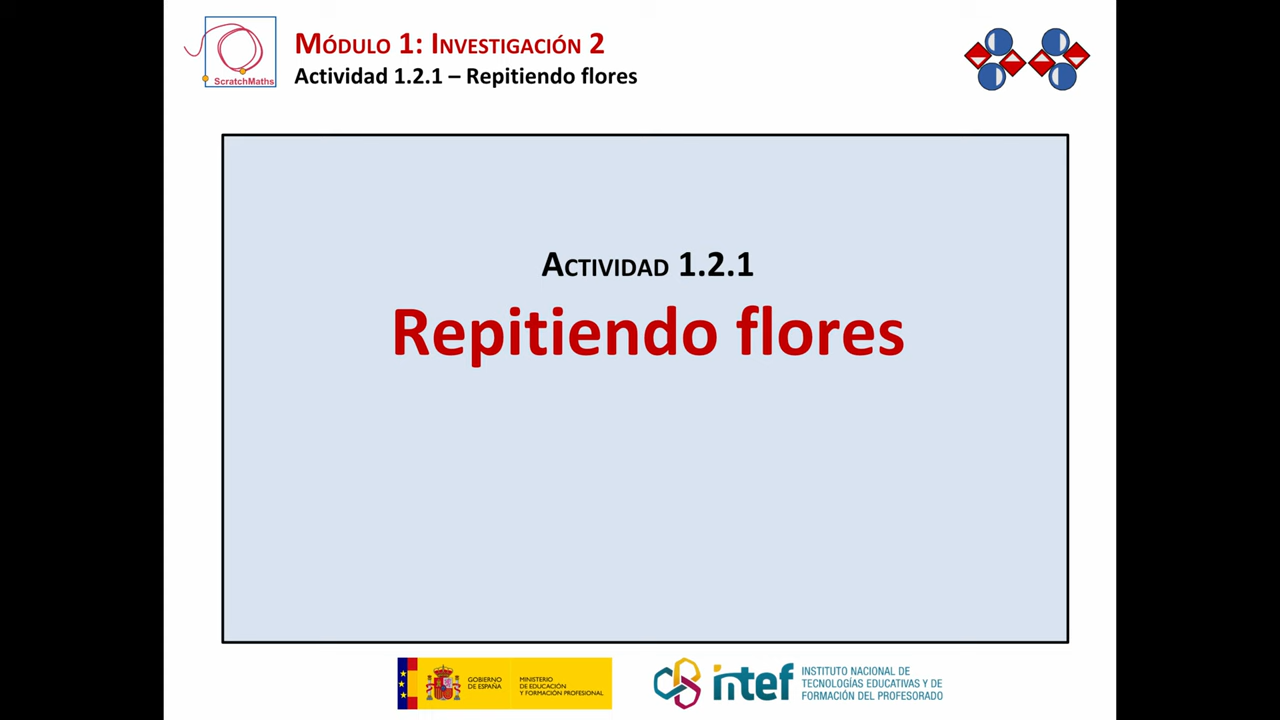 ScratchMaths
MÓDULO 1: INVESTIGACIÓN 2
Actividad 1.2.1 – Repitiendo flores
ACTIVIDAD 1.2.1
Repitiendo flores
GOBIERNO
DE ESPAÑA
MINISTERIO
DE EDUCACIÓN
Y FORMACIÓN PROFESIONAL
intef
INSTITUTO NACIONAL DE
TECNOLOGÍAS EDUCATIVAS Y DE
FORMACIÓN DEL PROFESORADO